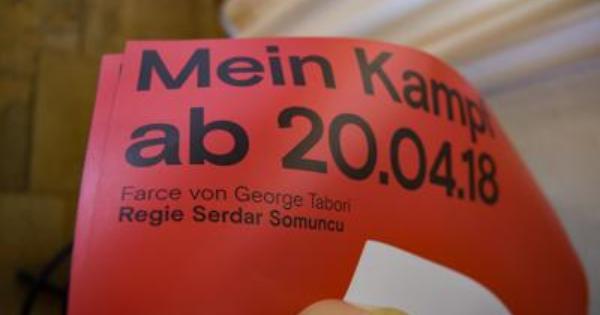 Mein Kampf
ab 20.04.18
Farce von George Tabori
Regie Serdar Somuncu